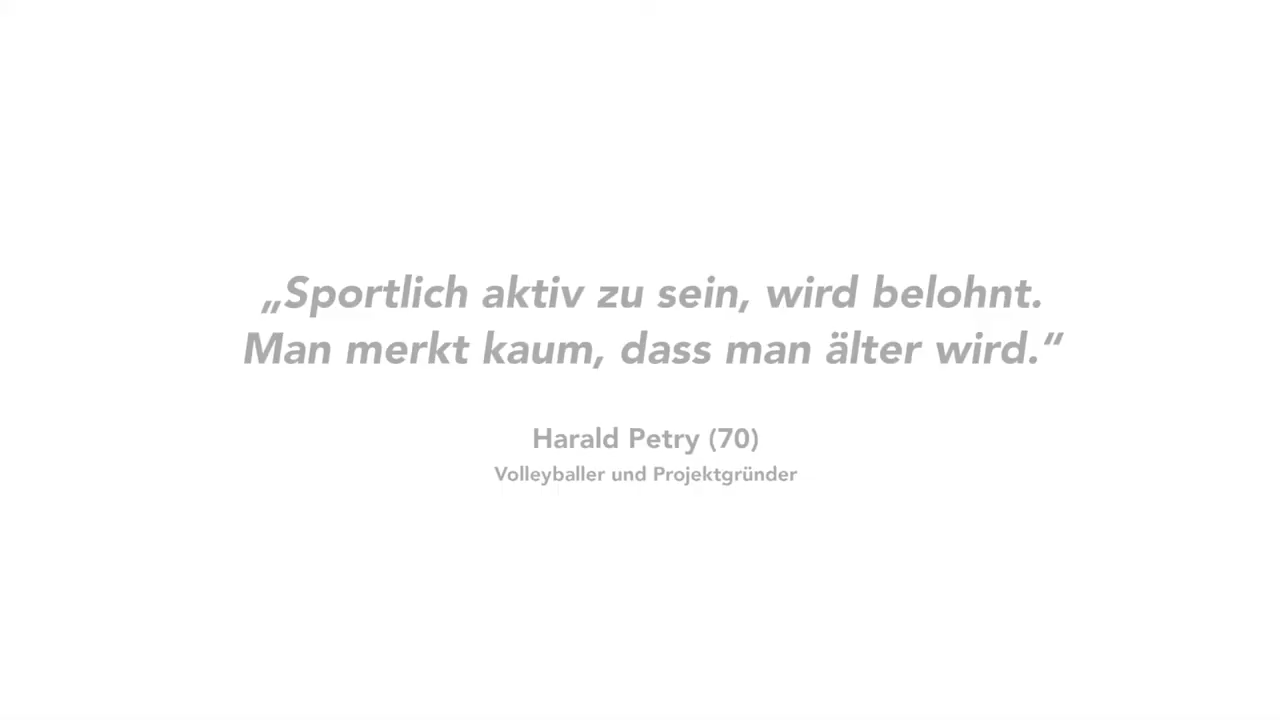 „Sportlich aktiv zu sein, wird belohnt.
Man merkt kaum, dass man älter wird.“
Harald Petry (70)
Volleyballer und Projektgründer